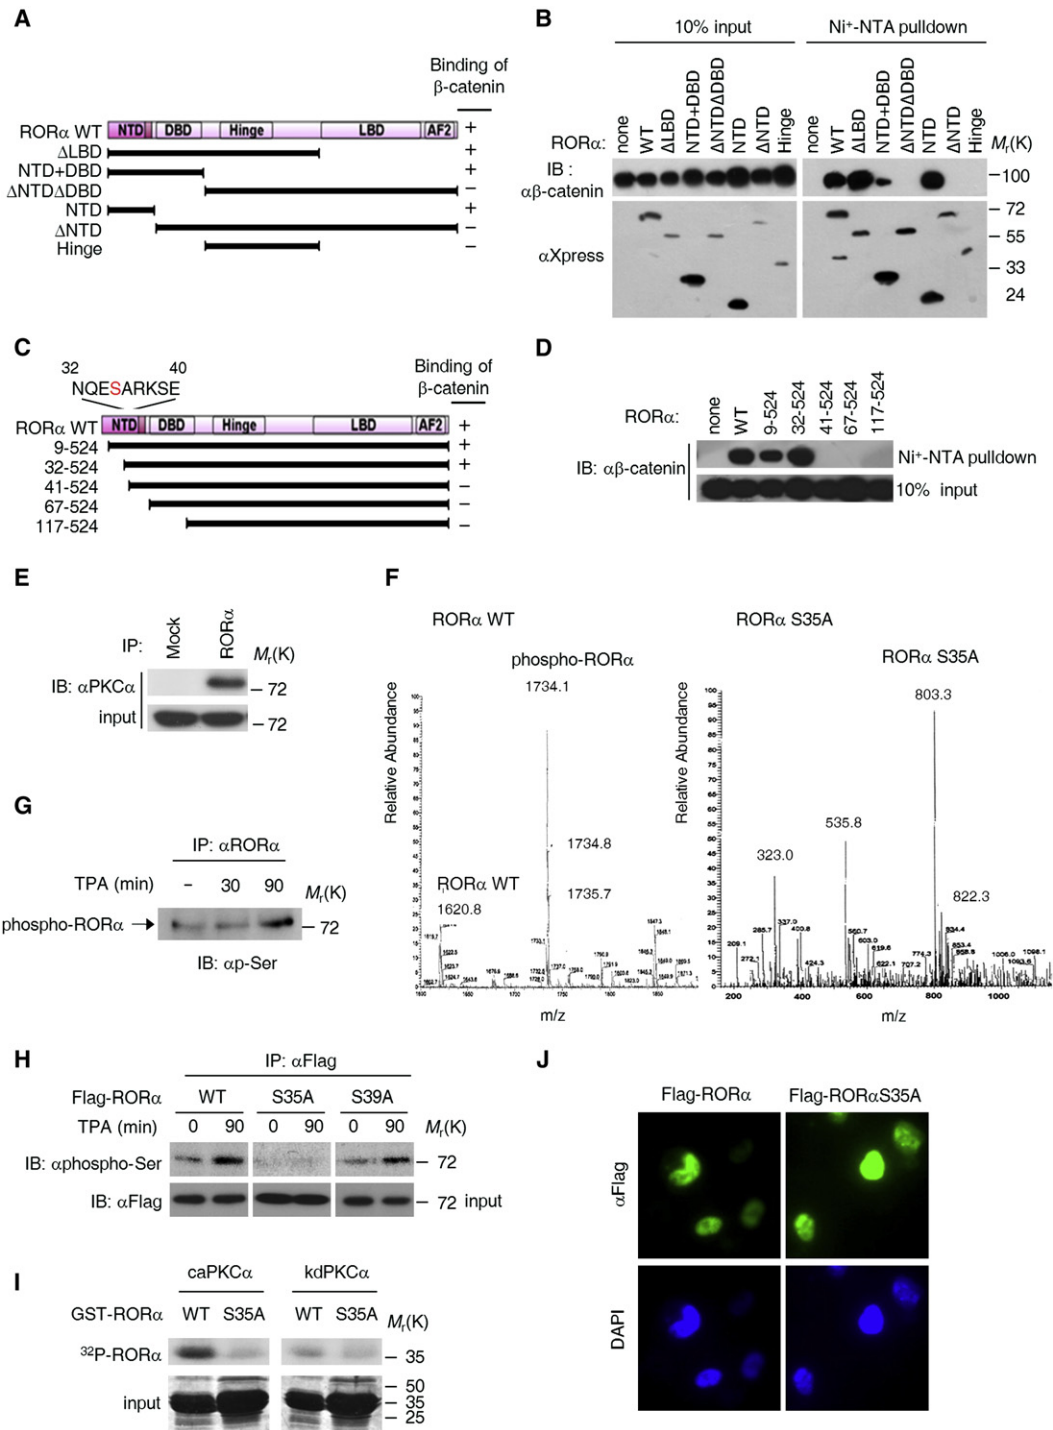 A
Binding of
β-catenin
RORα WT NTD DBD Hinge LBD AF2 +
ΔLBD +
NTD+DBD +
ΔNTDΔDBD −
NTD +
ΔNTD −
Hinge −
B
10% input Ni⁺-NTA pulldown
RORα: none WT ΔLBD NTD+DBD ΔNTDΔDBD NTD ΔNTD Hinge none WT ΔLBD NTD+DBD ΔNTDΔDBD NTD ΔNTD Hinge Mr(K)
IB :
αβ-catenin
100
72
αXpress
55
33
24
C
32 40
NQESARKSE
Binding of
β-catenin
RORα WT NTD DBD Hinge LBD AF2 +
9-524 +
32-524 +
41-524 −
67-524 −
117-524 −
D
RORα: none WT 9-524 32-524 41-524 67-524 117-524
IB: αβ-catenin
Ni⁺-NTA pulldown
10% input
E
IP: Mock RORα Mr(K)
IB: αPKCα 72
input 72
F
RORα WT RORα S35A
phospho-RORα
1734.1
RORα S35A
803.3
Relative Abundance
1734.8
1735.7
RORα WT
1620.8
m/z
Relative Abundance
535.8
323.0
822.3
200 400 600 800 1000
m/z
G
IP: αRORα
TPA (min) − 30 90 Mr(K)
phospho-RORα 72
IB: αp-Ser
H
IP: αFlag
Flag-RORα WT S35A S39A
TPA (min) 0 90 0 90 0 90 Mr(K)
IB: αphospho-Ser 72
IB: αFlag 72 input
I
caPKCα kdPKCα
GST-RORα WT S35A WT S35A Mr(K)
³²P-RORα 35
input
50
35
25
J
Flag-RORα Flag-RORαS35A
αFlag
DAPI